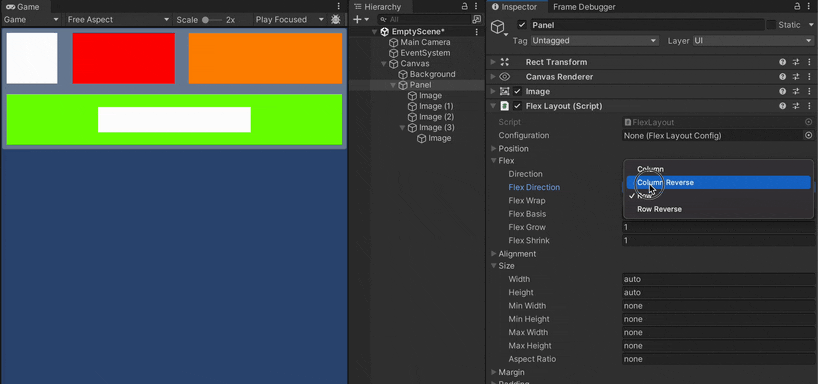 Game
Game
Free Aspect
Scale
2x
Play Focused
Hierarchy
All
EmptyScene*
Main Camera
EventSystem
Canvas
Background
Panel
Image
Image (1)
Image (2)
Image (3)
Image
Inspector
Frame Debugger
Panel
Static
Tag
Untagged
Layer
UI
Rect Transform
Canvas Renderer
Image
Flex Layout (Script)
Script
FlexLayout
Configuration
None (Flex Layout Config)
Position
Flex
Direction
Flex Direction
Flex Wrap
Flex Basis
Column
Column Reverse
Row Reverse
Flex Grow
1
Flex Shrink
1
Alignment
Size
Width
auto
Height
auto
Min Width
none
Min Height
none
Max Width
none
Max Height
none
Aspect Ratio
none
Margin